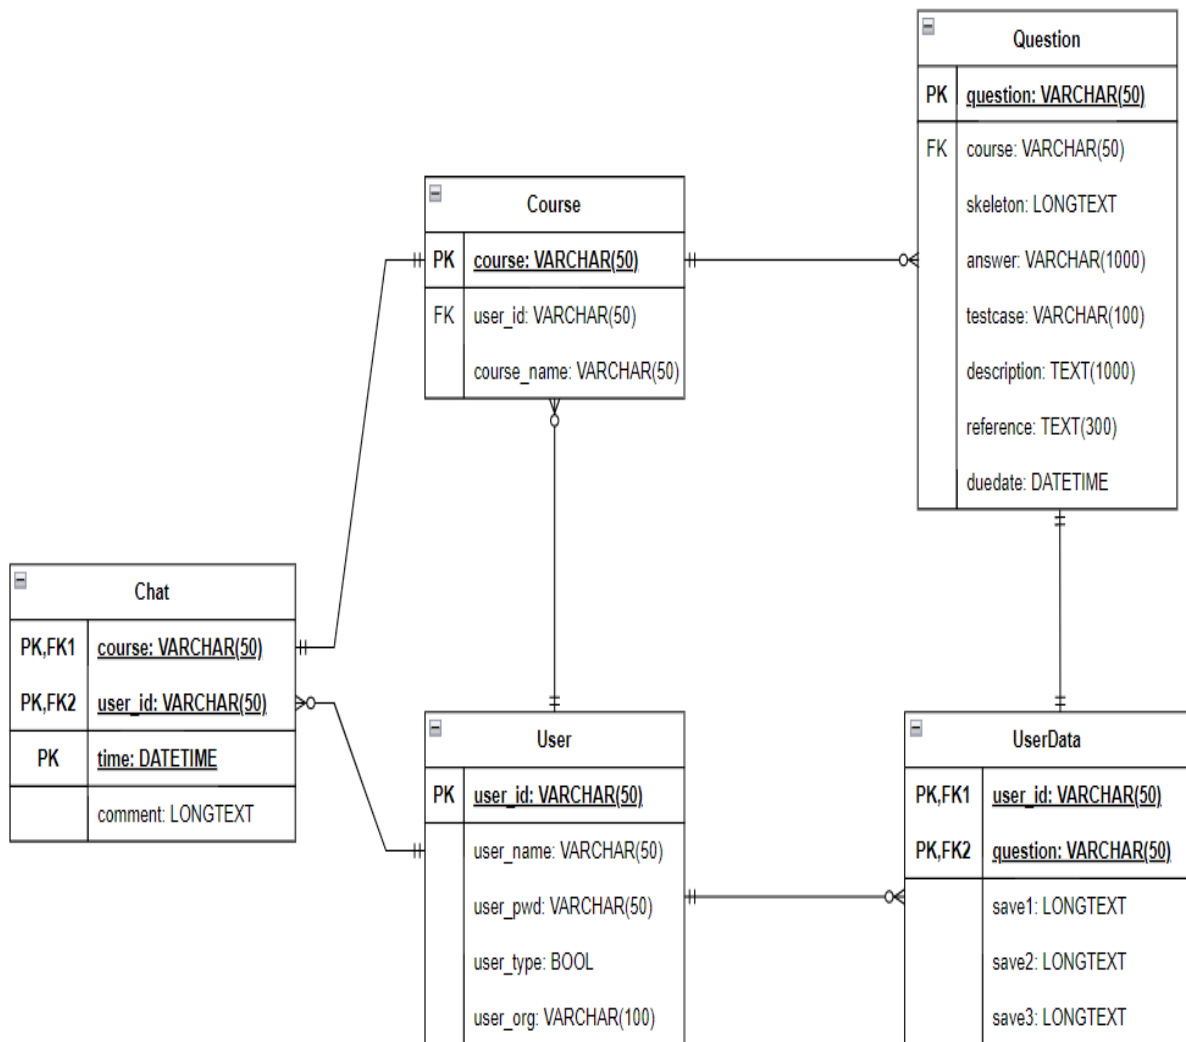 Question
PK question: VARCHAR(50)
FK course: VARCHAR(50)
skeleton: LONGTEXT
answer: VARCHAR(1000)
testcase: VARCHAR(100)
description: TEXT(1000)
reference: TEXT(300)
duedate: DATETIME
Course
PK course: VARCHAR(50)
FK user_id: VARCHAR(50)
course_name: VARCHAR(50)
Chat
PK,FK1 course: VARCHAR(50)
PK,FK2 user_id: VARCHAR(50)
PK time: DATETIME
comment: LONGTEXT
User
PK user_id: VARCHAR(50)
user_name: VARCHAR(50)
user_pwd: VARCHAR(50)
user_type: BOOL
user_org: VARCHAR(100)
UserData
PK,FK1 user_id: VARCHAR(50)
PK,FK2 question: VARCHAR(50)
save1: LONGTEXT
save2: LONGTEXT
save3: LONGTEXT